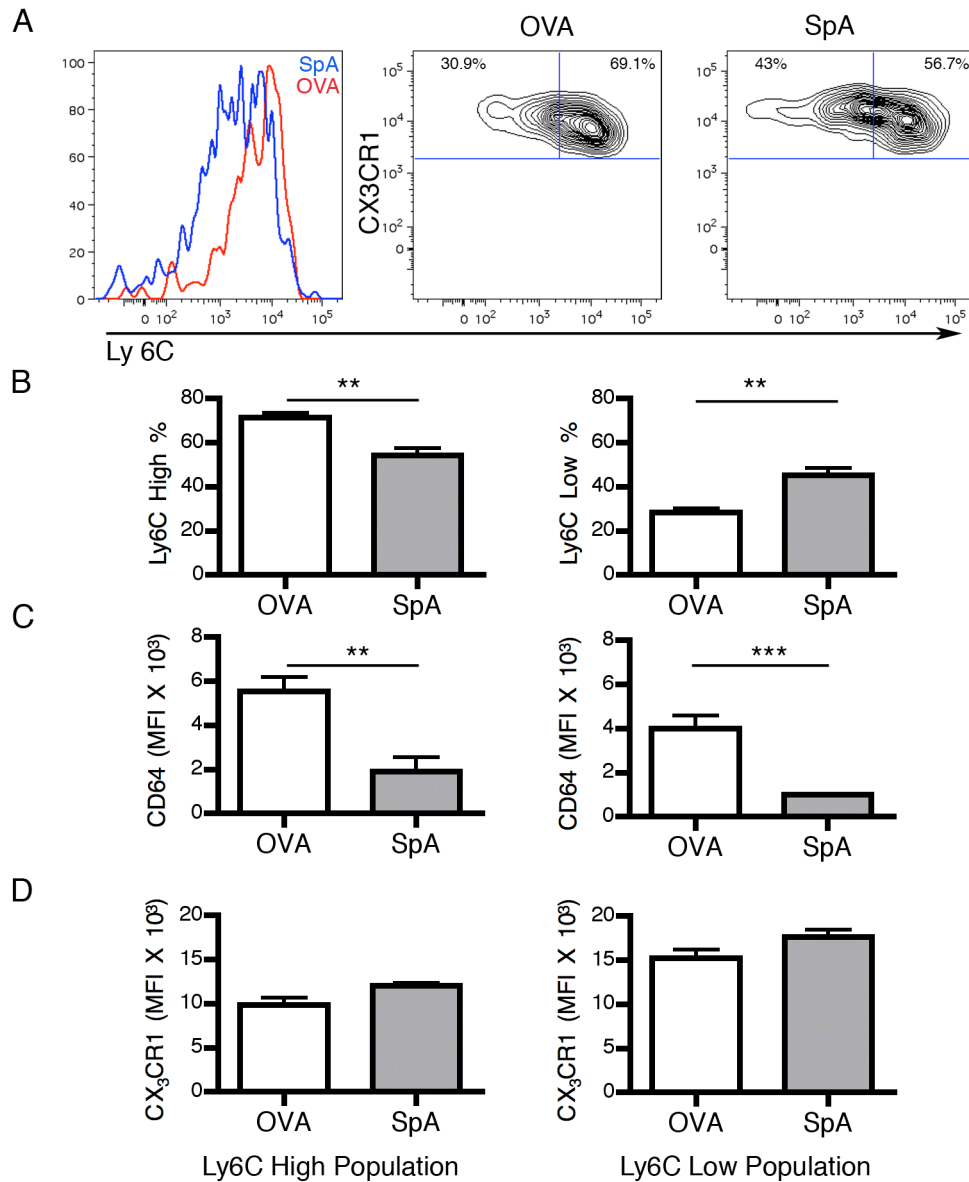 A
OVA
SpA
100
80
60
40
20
0
SpA
OVA
0 10² 10³ 10⁴ 10⁵
CX3CR1
10⁵
10⁴
10³
10²
0
30.9% 69.1%
0 10² 10³ 10⁴ 10⁵
10⁵
10⁴
10³
10²
0
43% 56.7%
0 10² 10³ 10⁴ 10⁵
Ly 6C
B
Ly6C High %
80
60
40
20
0
**
OVA SpA
Ly6C Low %
80
60
40
20
0
**
OVA SpA
C
CD64 (MFI X 10³)
8
6
4
2
0
**
OVA SpA
CD64 (MFI X 10³)
8
6
4
2
0
***
OVA SpA
D
CX₃CR1 (MFI X 10³)
20
15
10
5
0
OVA SpA
CX₃CR1 (MFI X 10³)
20
15
10
5
0
OVA SpA
Ly6C High Population
Ly6C Low Population